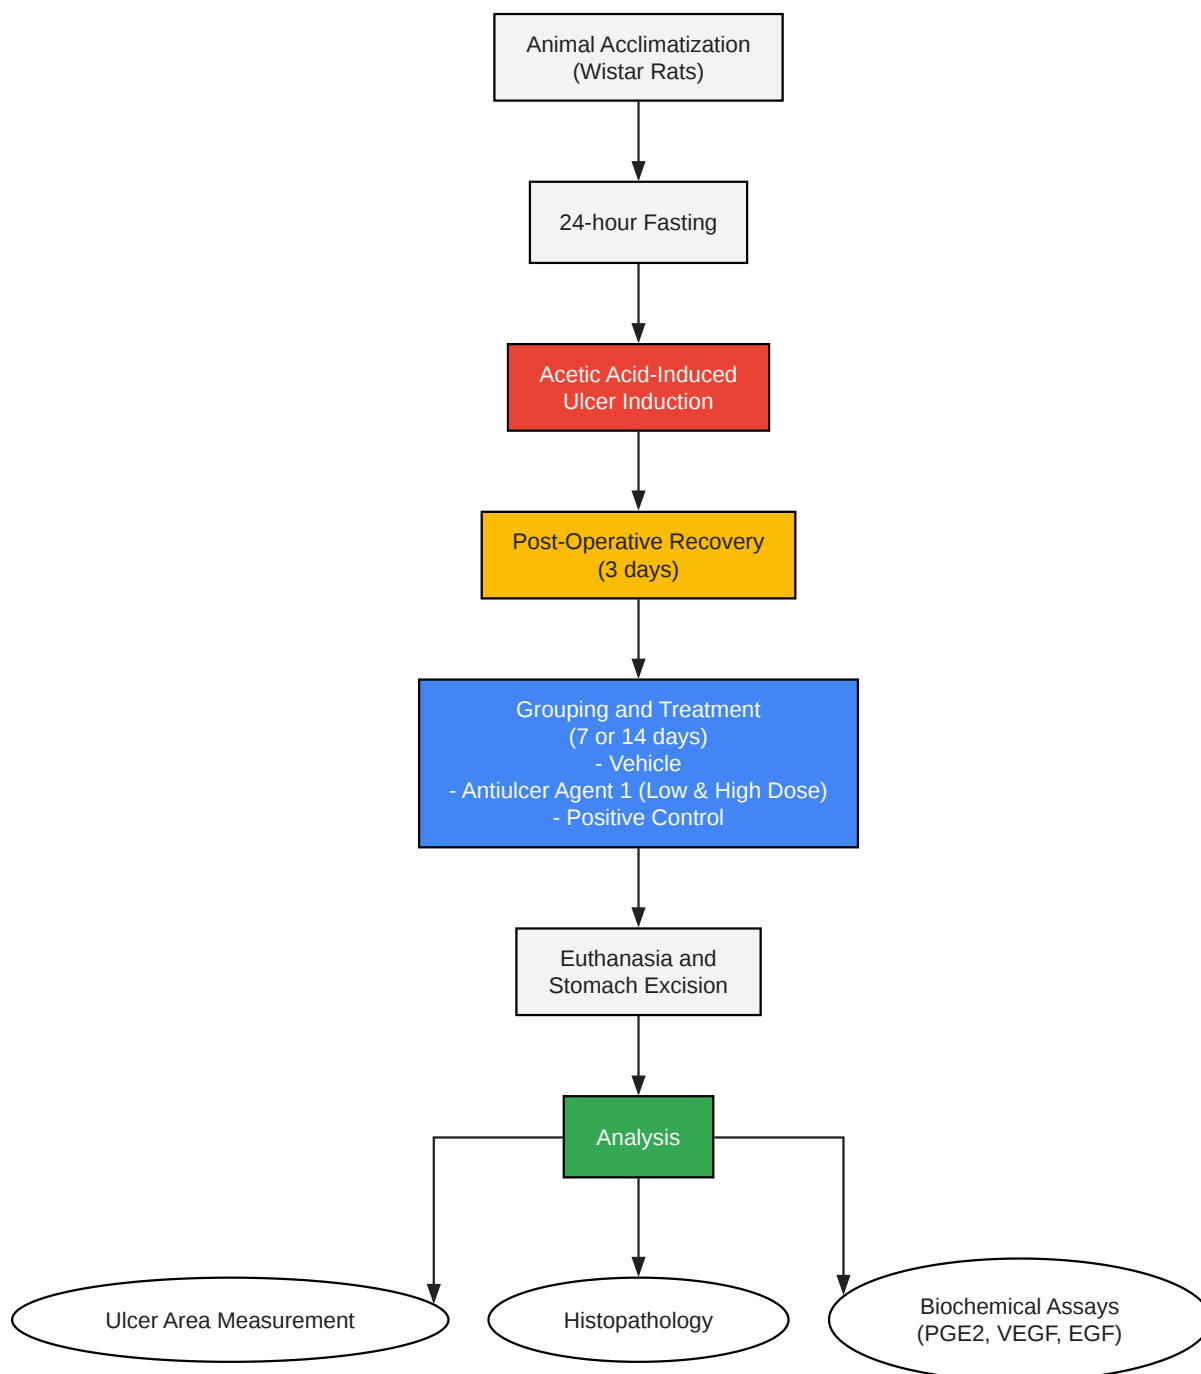 Animal Acclimatization
(Wistar Rats)
24-hour Fasting
Acetic Acid-Induced
Ulcer Induction
Post-Operative Recovery
(3 days)
Grouping and Treatment
(7 or 14 days)
- Vehicle
- Antiulcer Agent 1 (Low & High Dose)
- Positive Control
Euthanasia and
Stomach Excision
Analysis
Ulcer Area Measurement
Histopathology
Biochemical Assays
(PGE2, VEGF, EGF)